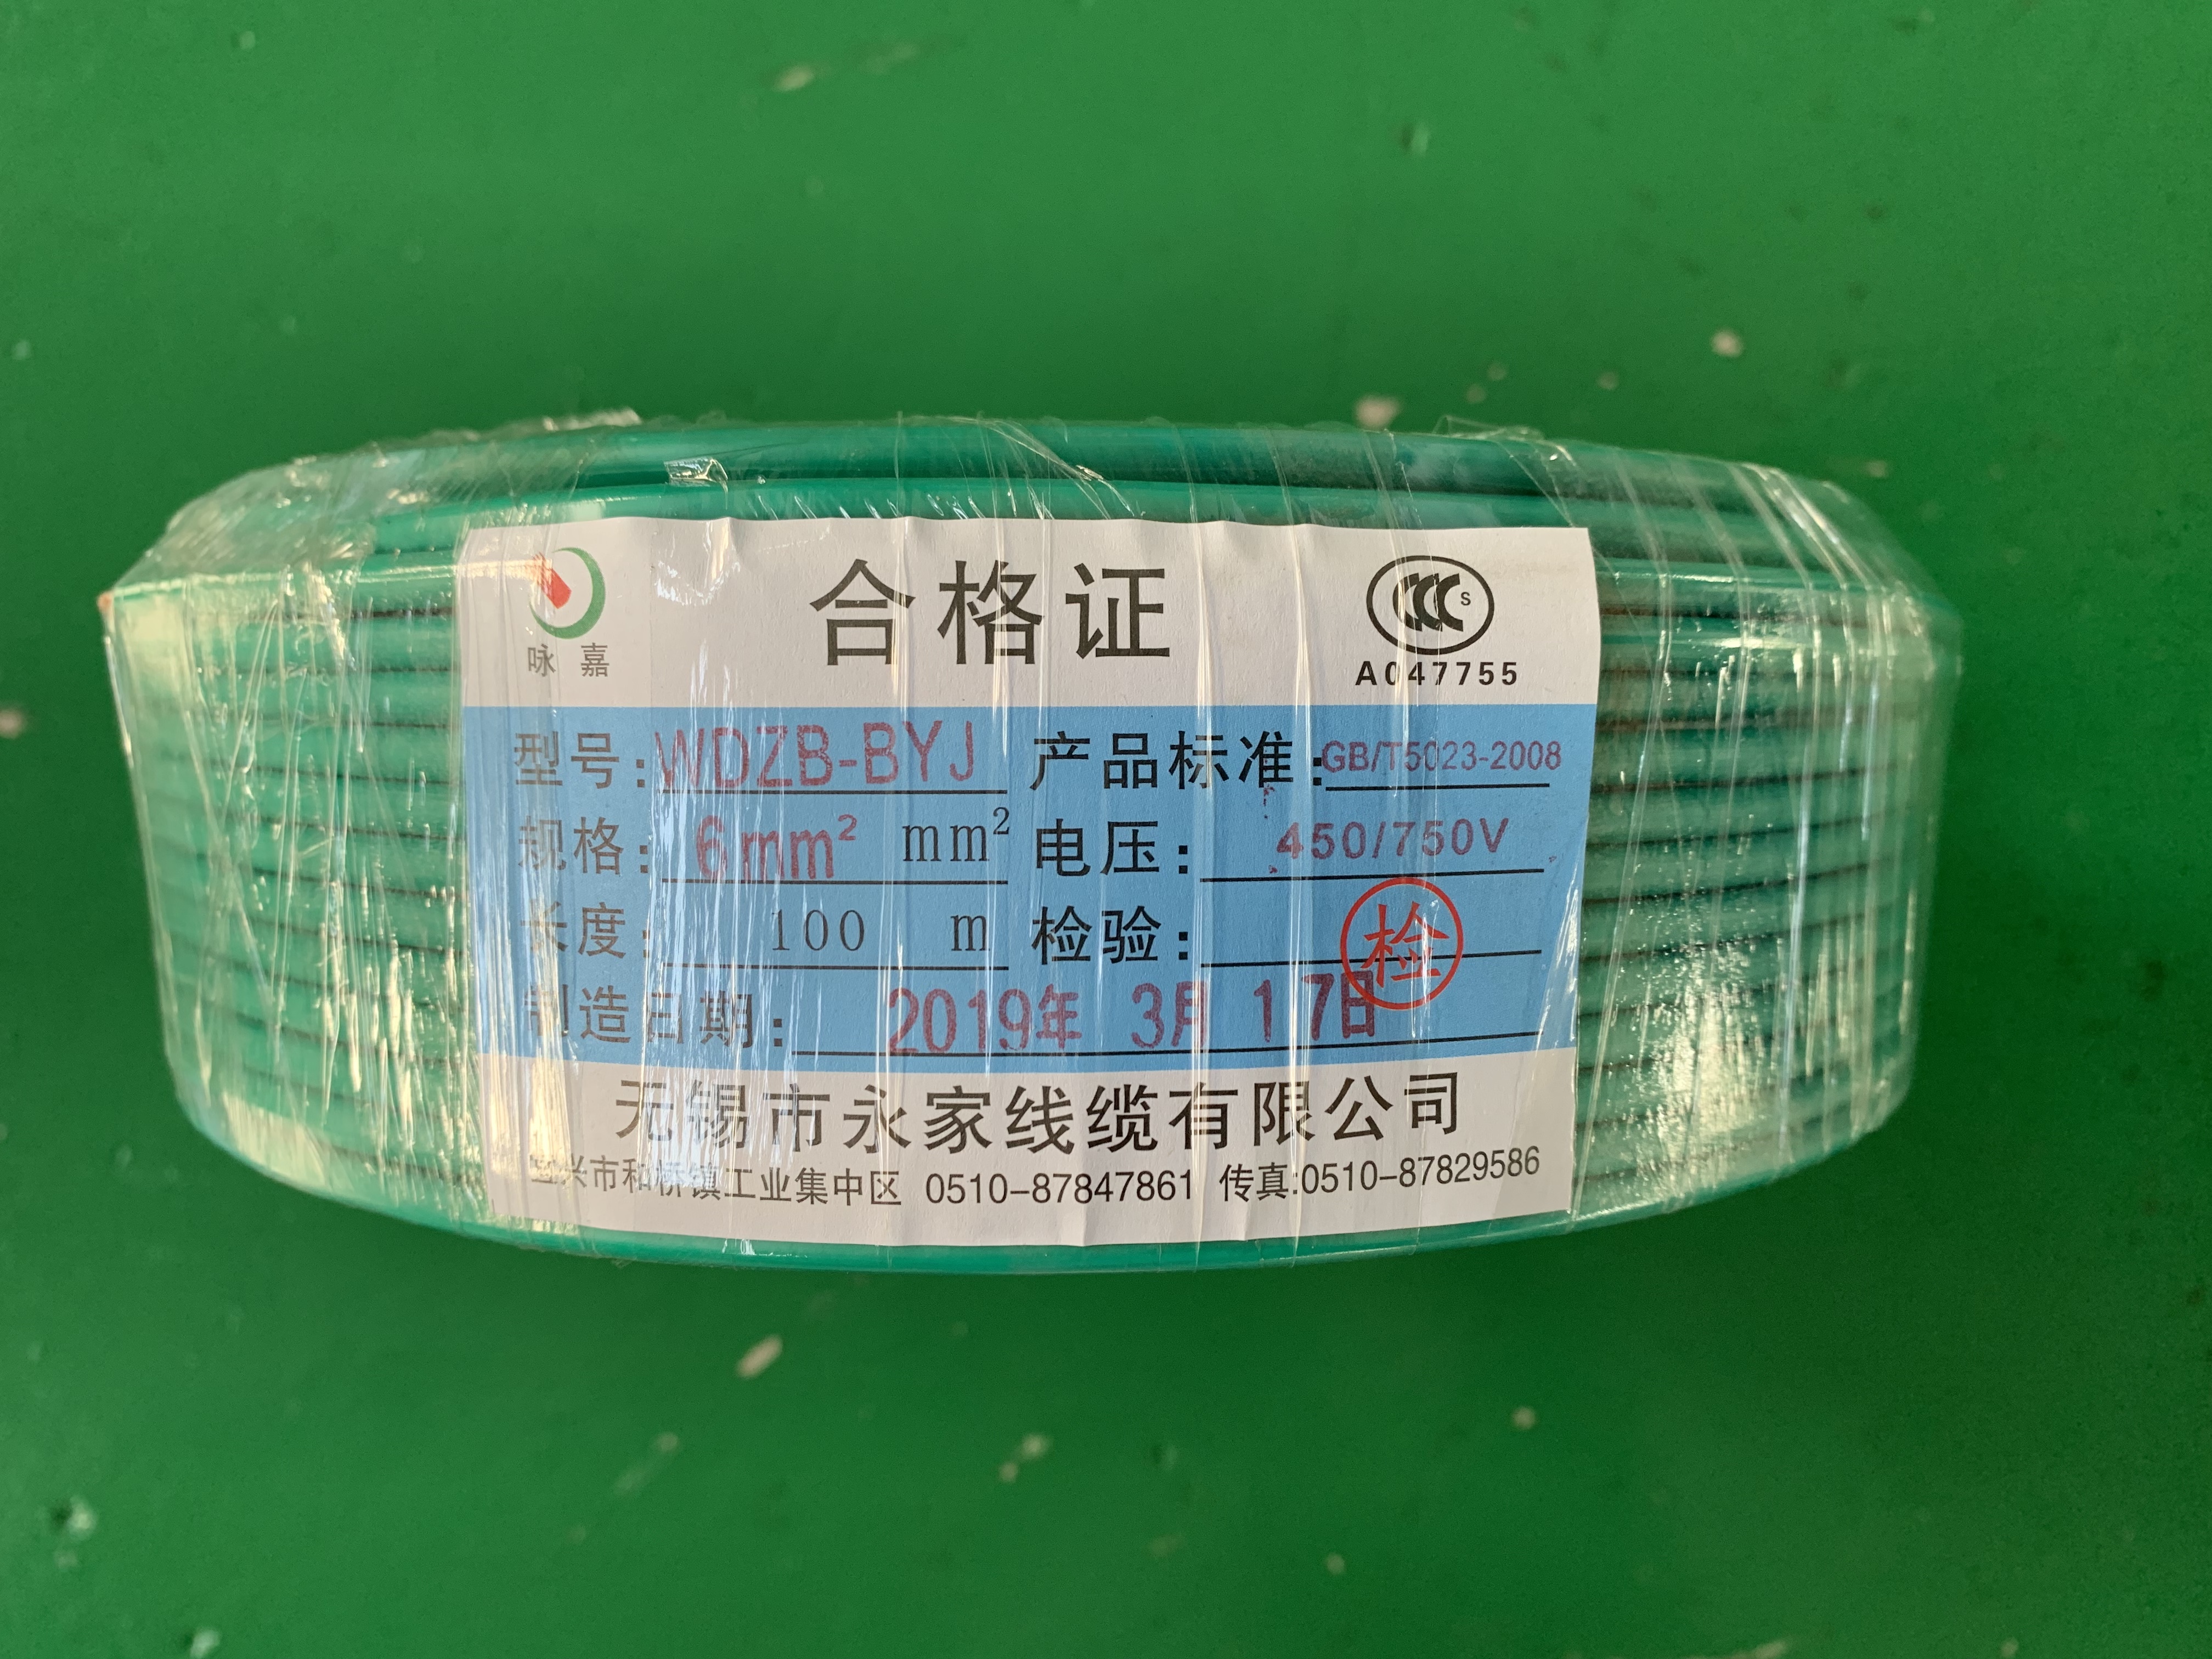 合格证
咏 嘉
CCC S
A047755
型号:WDZB-BYJ 产品标准:GB/T5023-2008
规格: 6mm² mm² 电压: 450/750V
长度: 100 m 检验: 检
制造日期: 2019年 3月 17日
无锡市永家线缆有限公司
宜兴市和桥镇工业集中区 0510-87847861 传真:0510-87829586